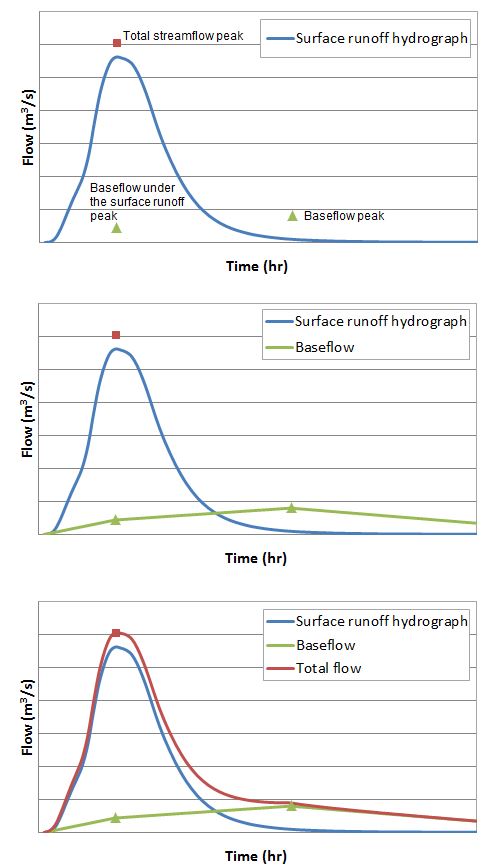 Total streamflow peak
Surface runoff hydrograph
Flow (m³/s)
Baseflow under
the surface runoff
peak
Baseflow peak
Time (hr)
Surface runoff hydrograph
Baseflow
Flow (m³/s)
Time (hr)
Surface runoff hydrograph
Baseflow
Total flow
Flow (m³/s)
Time (hr)